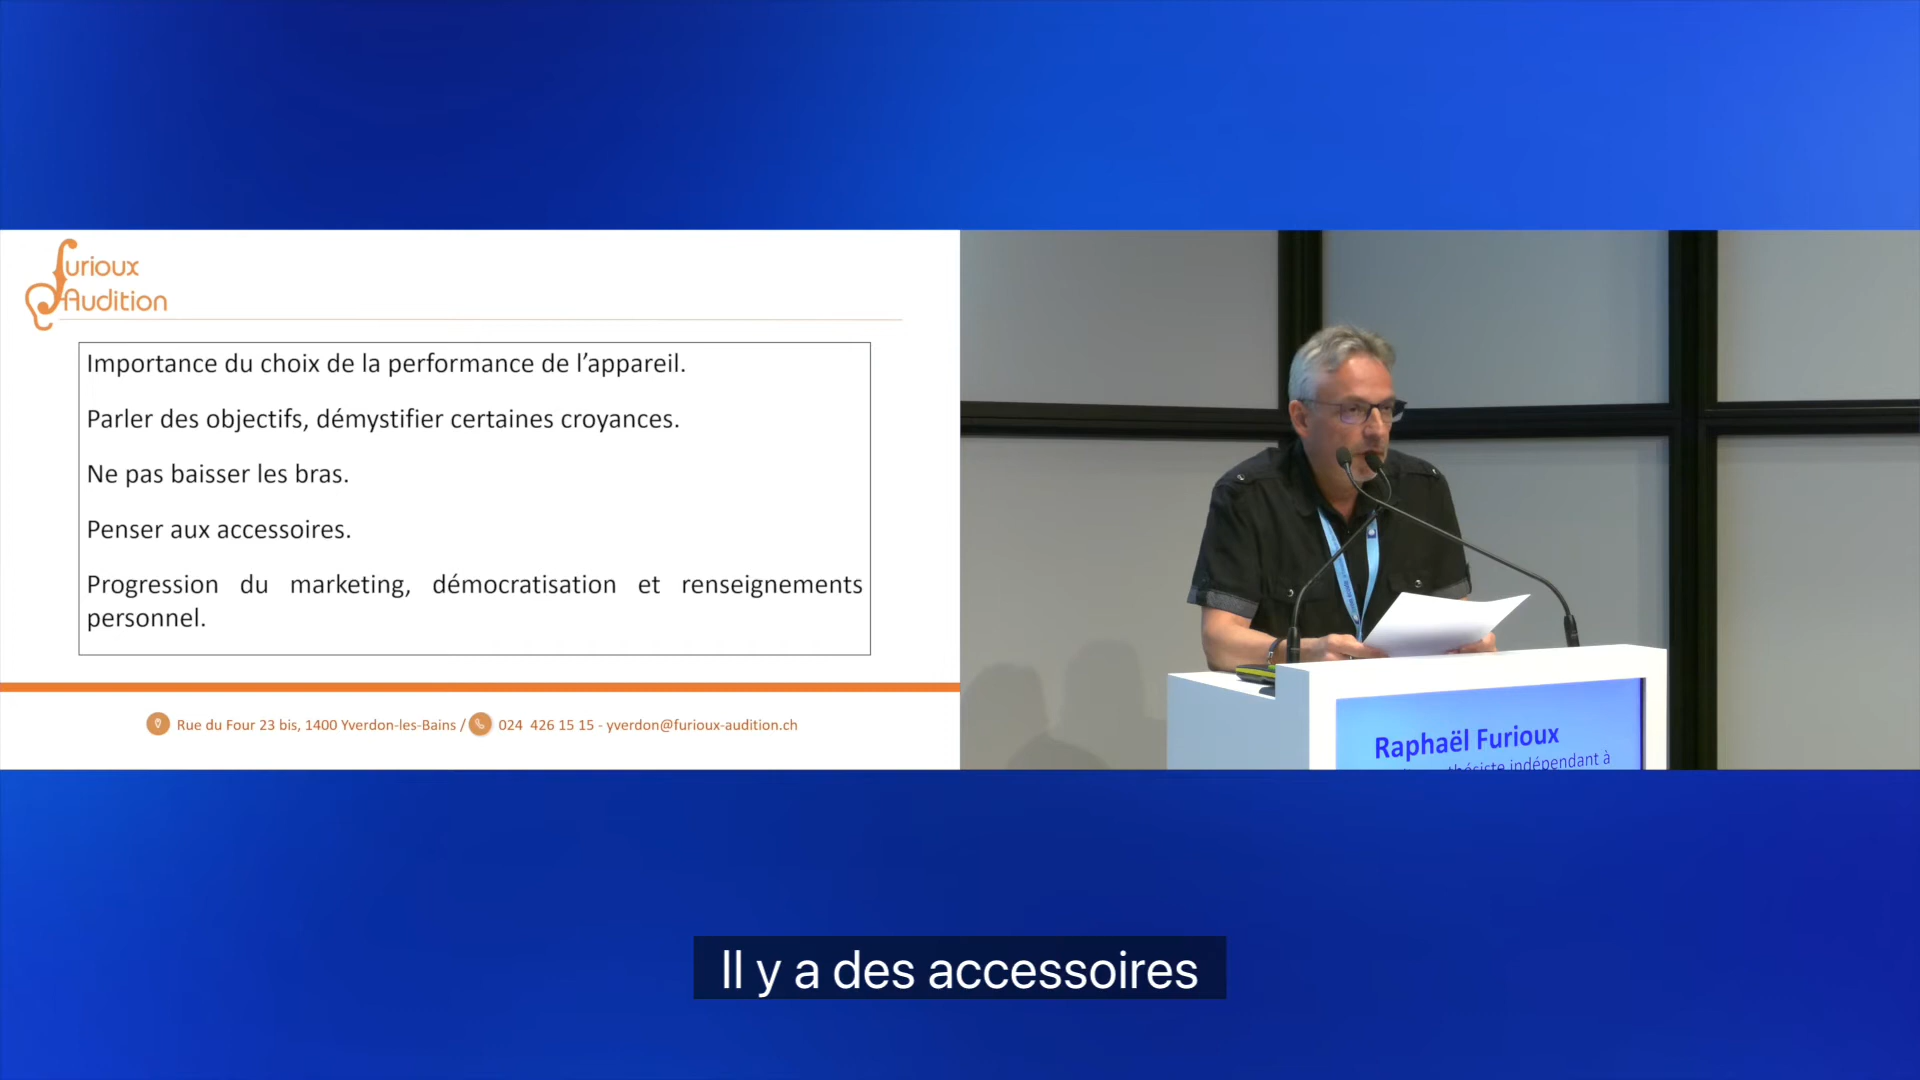 Furioux
Audition
Importance du choix de la performance de l’appareil.
Parler des objectifs, démystifier certaines croyances.
Ne pas baisser les bras.
Penser aux accessoires.
Progression du marketing, démocratisation et renseignements
personnel.
Rue du Four 23 bis, 1400 Yverdon-les-Bains / 024 426 15 15 - yverdon@furioux-audition.ch
Raphaël Furioux
indépendant à
Il y a des accessoires